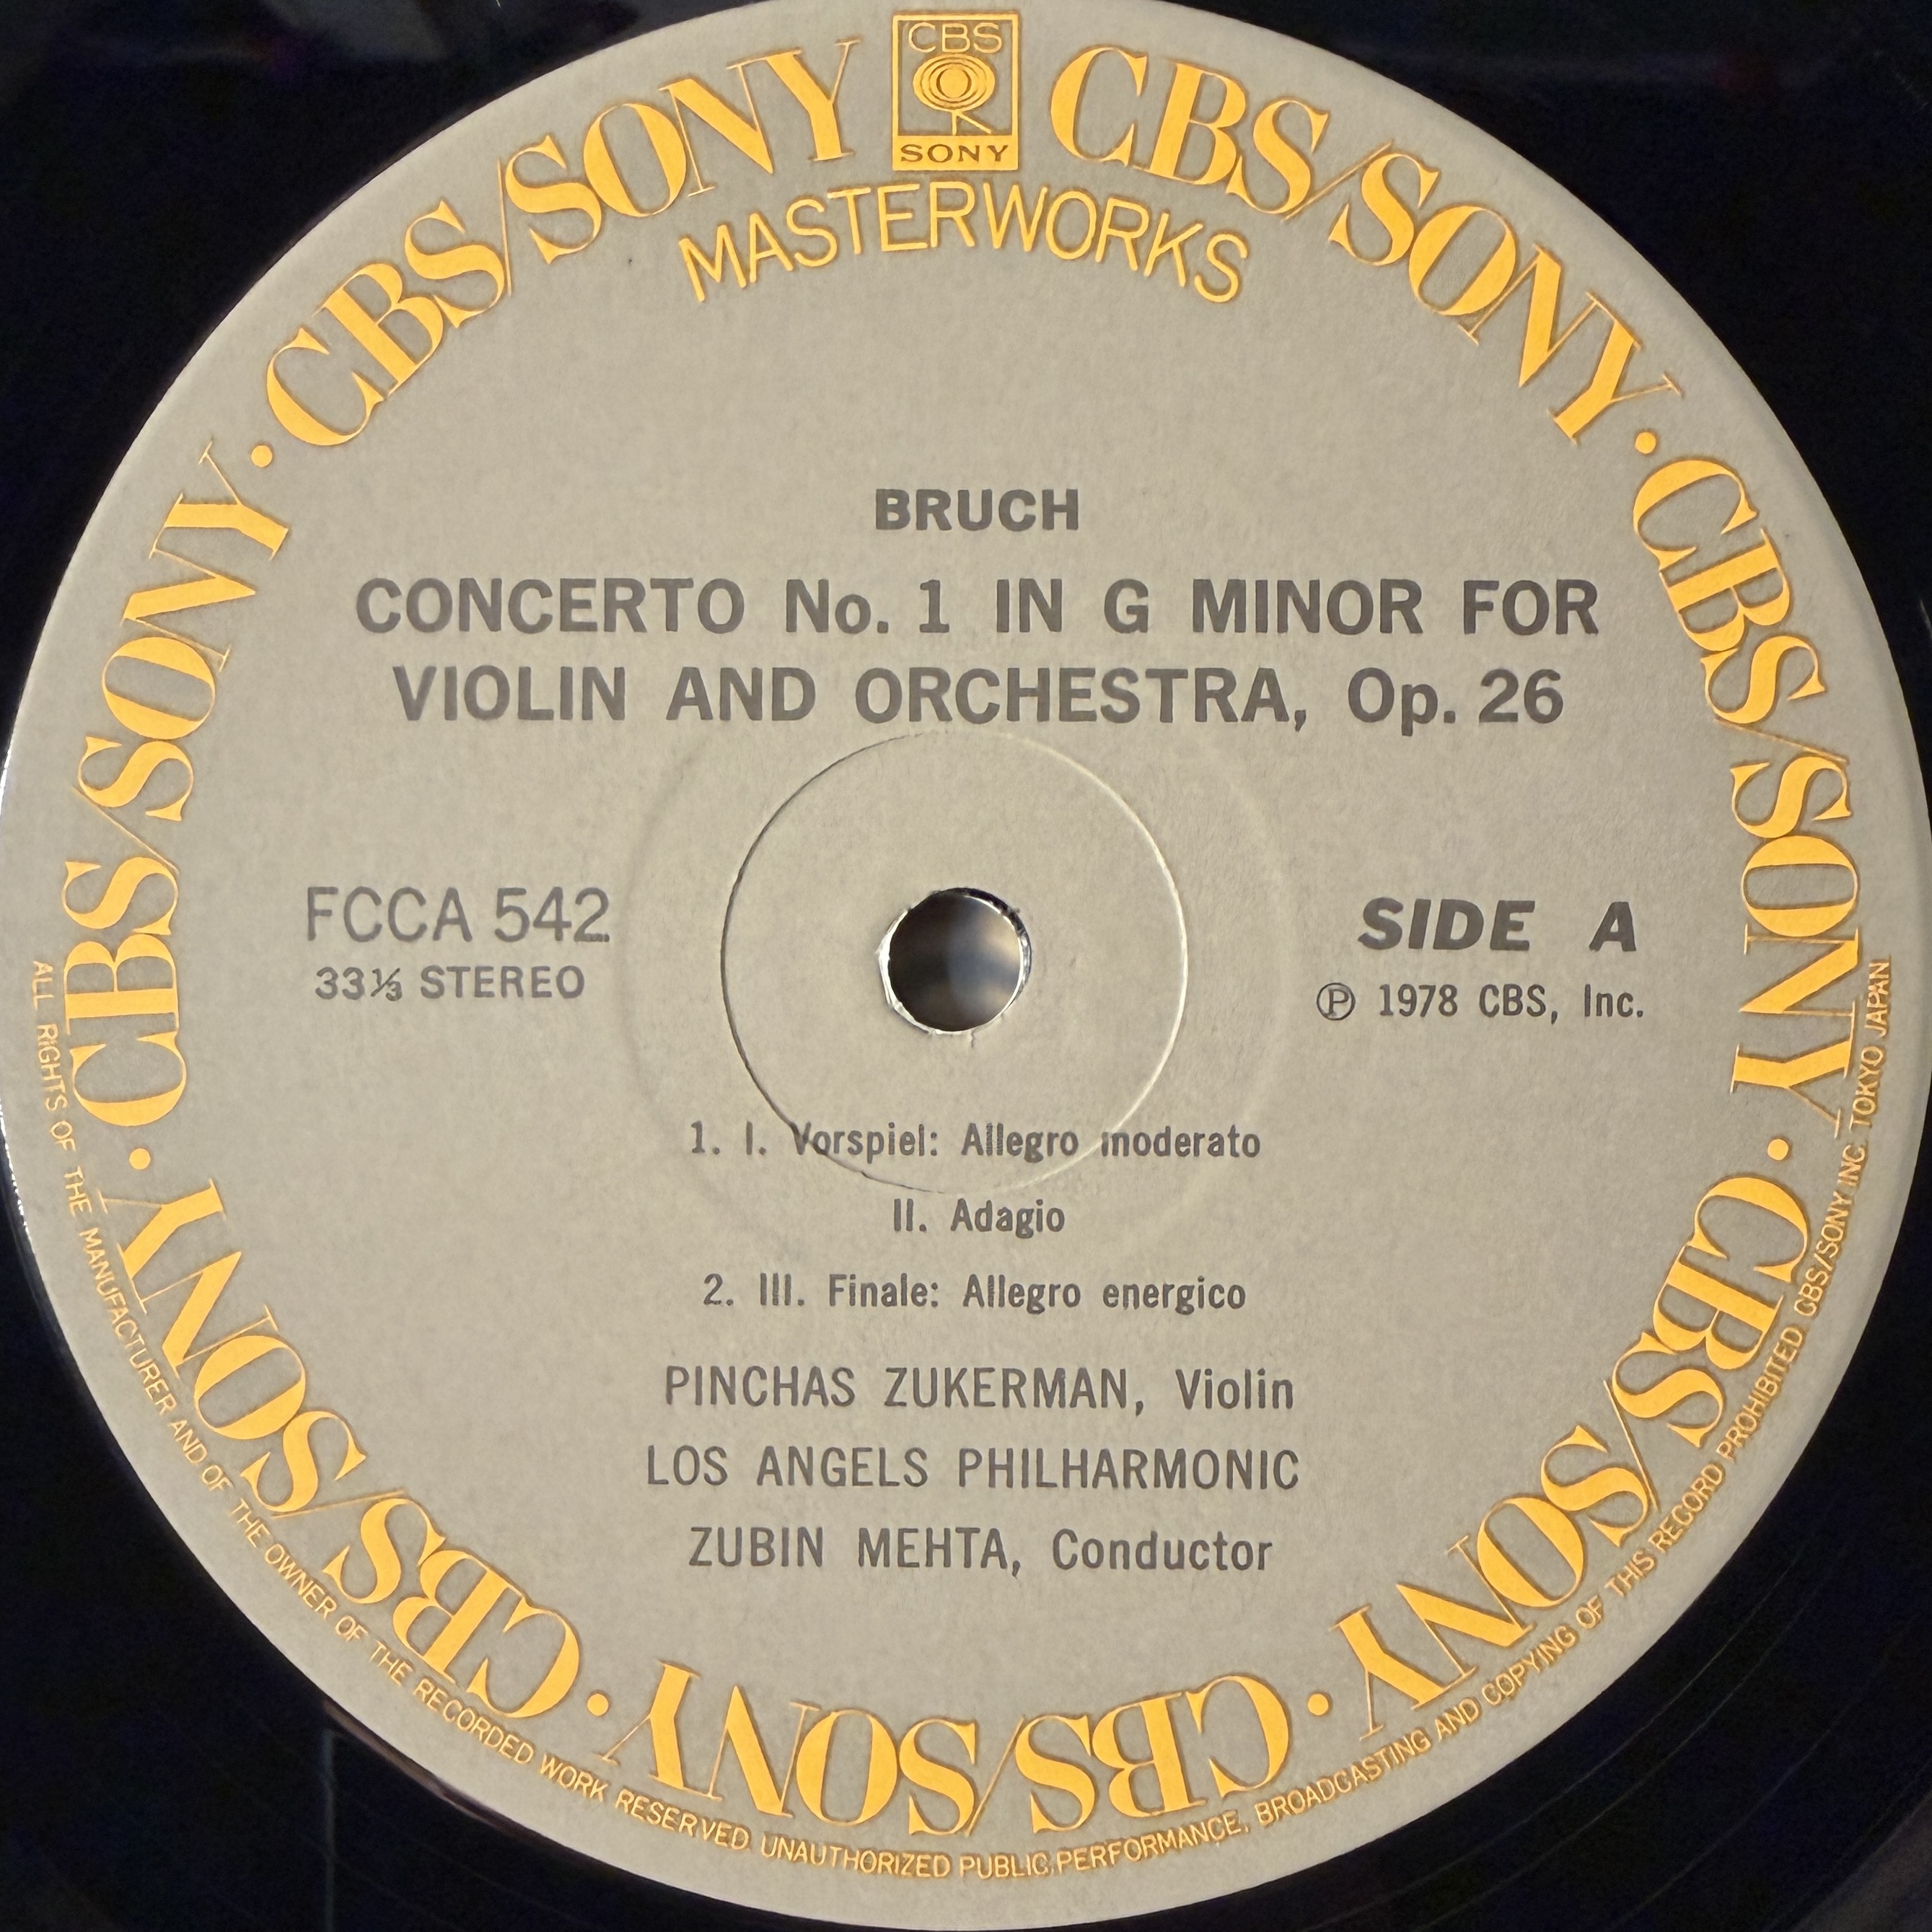 CBS
SONY
CBS/SONY · CBS/SONY · CBS/SONY · CBS/SONY · CBS/SONY · CBS/SONY · CBS/SONY
MASTERWORKS
BRUCH
CONCERTO No. 1 IN G MINOR FOR
VIOLIN AND ORCHESTRA, Op. 26
FCCA 542
33⅓ STEREO
SIDE A
Ⓟ 1978 CBS, Inc.
1. I. Vorspiel: Allegro moderato
II. Adagio
2. III. Finale: Allegro energico
PINCHAS ZUKERMAN, Violin
LOS ANGELS PHILHARMONIC
ZUBIN MEHTA, Conductor
ALL RIGHTS OF THE MANUFACTURER AND OF THE OWNER OF THE RECORDED WORK RESERVED UNAUTHORIZED PUBLIC, PERFORMANCE, BROADCASTING AND COPYING OF THIS RECORD PROHIBITED CBS/SONY INC. TOKYO JAPAN